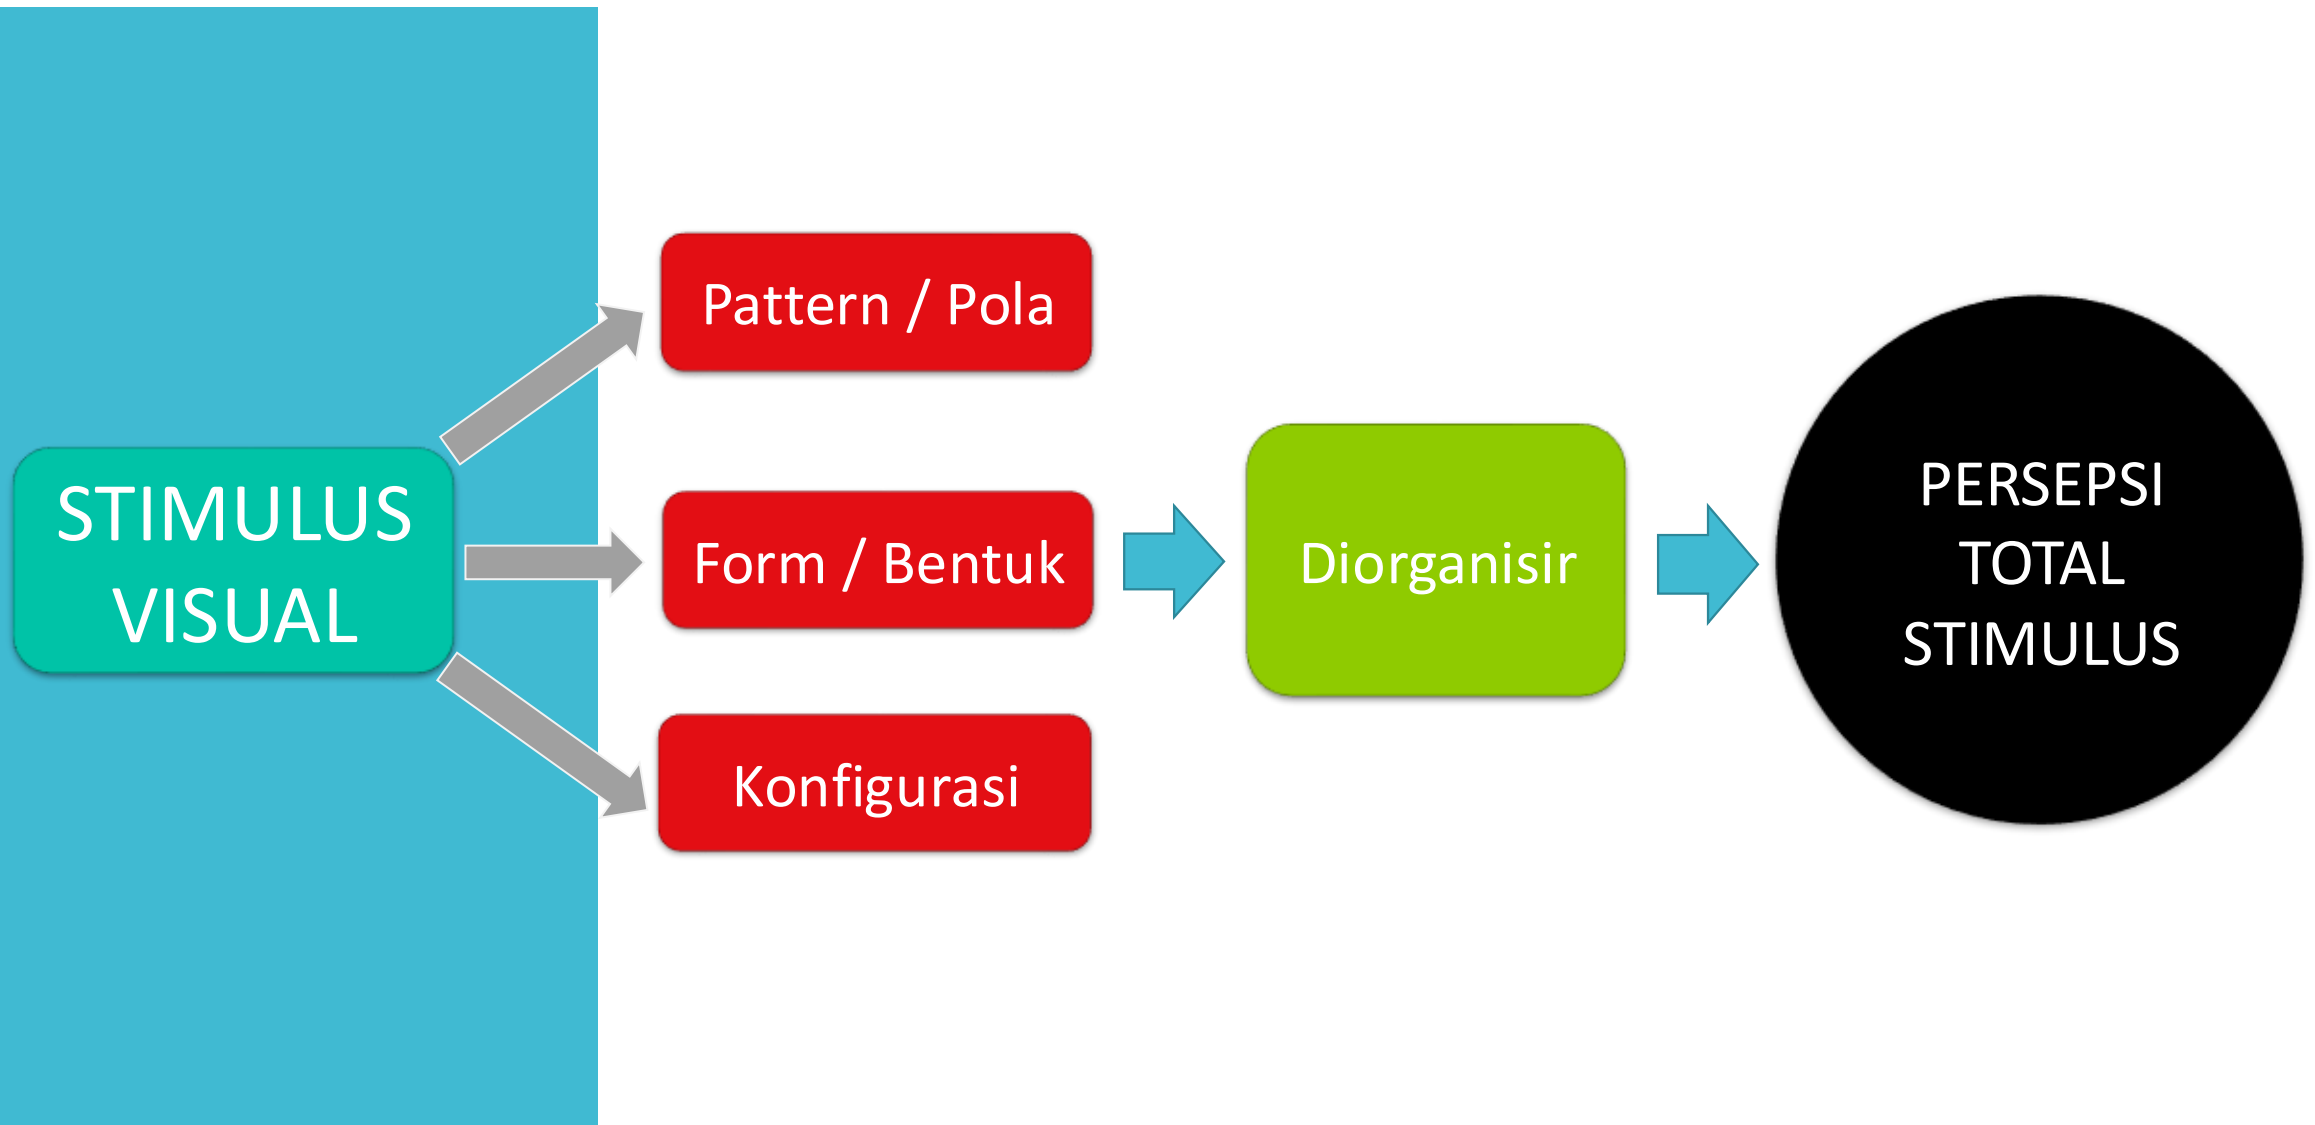 STIMULUS
VISUAL
Pattern / Pola
Form / Bentuk
Konfigurasi
Diorganisir
PERSEPSI
TOTAL
STIMULUS